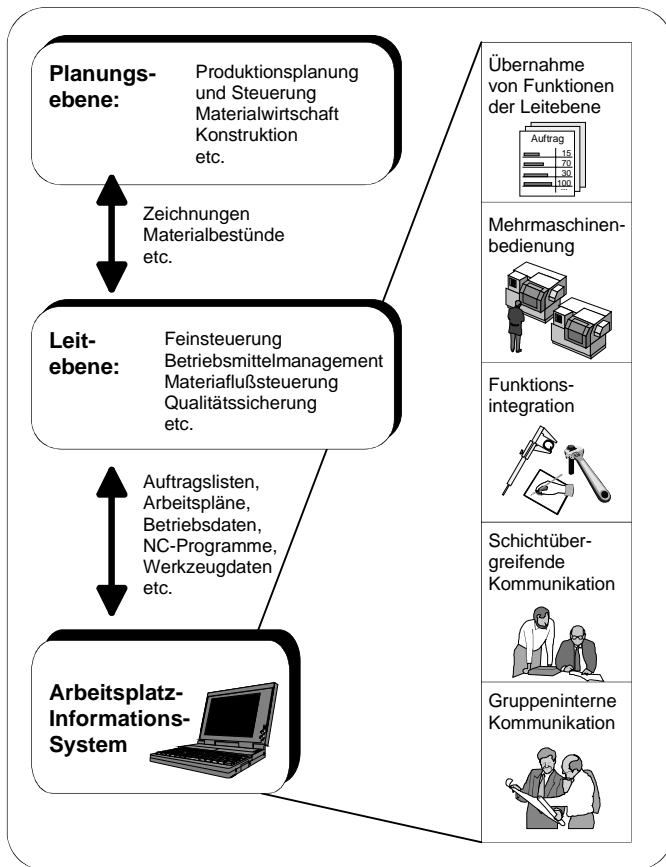 Planungs-
ebene:
Produktionsplanung
und Steuerung
Materialwirtschaft
Konstruktion
etc.
Zeichnungen
Materialbestünde
etc.
Leit-
ebene:
Feinsteuerung
Betriebsmittelmanagement
Materiaflußsteuerung
Qualitätssicherung
etc.
Auftragslisten,
Arbeitspläne,
Betriebsdaten,
NC-Programme,
Werkzeugdaten
etc.
Arbeitsplatz-
Informations-
System
Übernahme
von Funktionen
der Leitebene
Auftrag
15
70
30
100
...
Mehrmaschinen-
bedienung
Funktions-
integration
Schichtüber-
greifende
Kommunikation
Gruppeninterne
Kommunikation